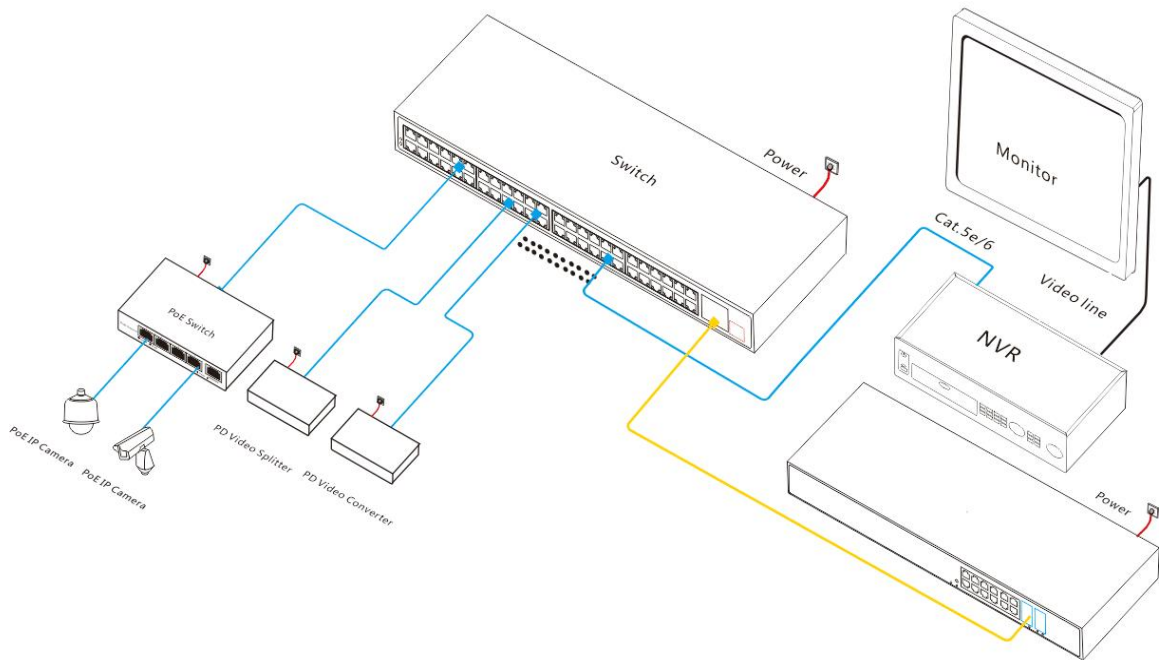 Switch
Power
Monitor
Cat.5e/6
Video line
NVR
PoE Switch
PoE IP Camera
PoE IP Camera
PD Video Splitter
PD Video Converter
Power